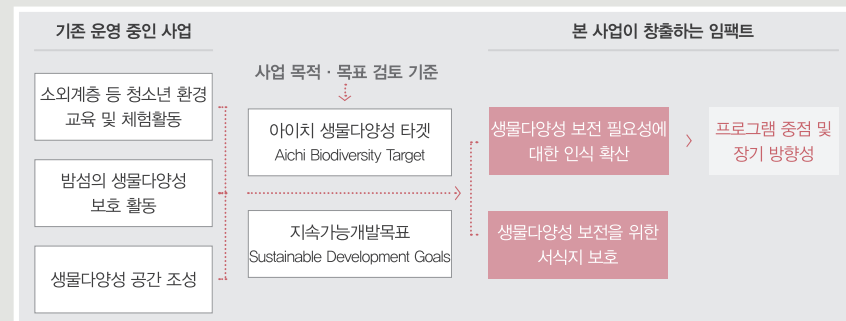 기존 운영 중인 사업
소외계층 등 청소년 환경
교육 및 체험활동
밤섬의 생물다양성
보호 활동
생물다양성 공간 조성
사업 목적 · 목표 검토 기준
아이치 생물다양성 타겟
Aichi Biodiversity Target
지속가능개발목표
Sustainable Development Goals
본 사업이 창출하는 임팩트
생물다양성 보전 필요성에
대한 인식 확산
생물다양성 보전을 위한
서식지 보호
프로그램 중점 및
장기 방향성